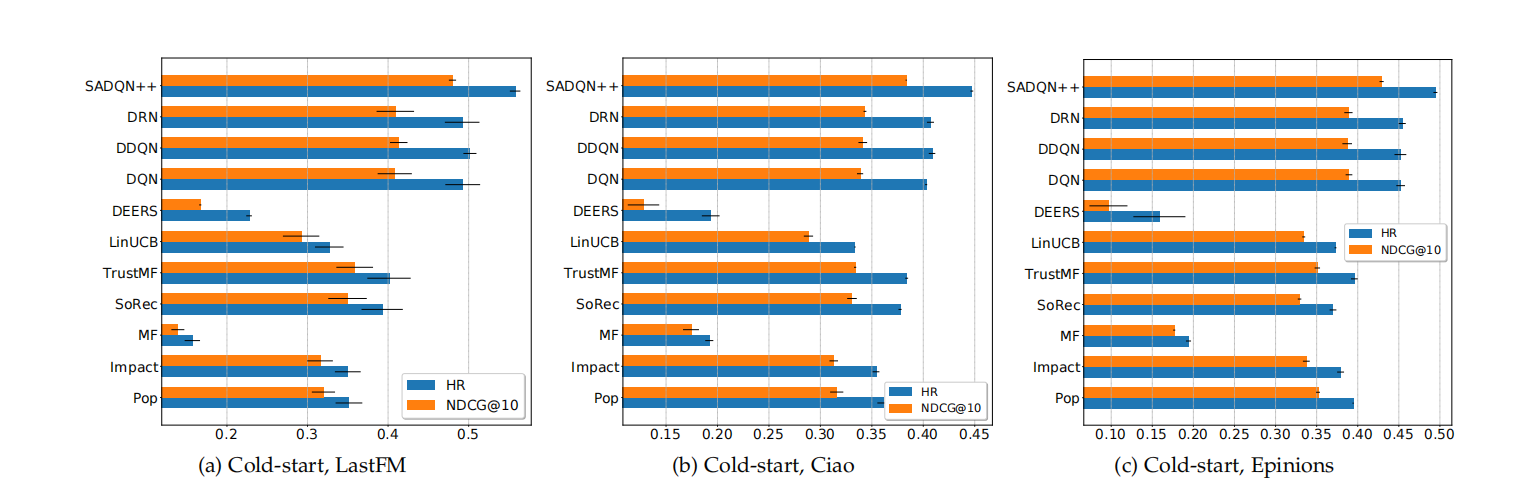 SADQN++
DRN
DDQN
DQN
DEERS
LinUCB
TrustMF
SoRec
MF
Impact
Pop
HR
NDCG@10
0.2 0.3 0.4 0.5
(a) Cold-start, LastFM
SADQN++
DRN
DDQN
DQN
DEERS
LinUCB
TrustMF
SoRec
MF
Impact
Pop
HR
NDCG@10
0.15 0.20 0.25 0.30 0.35 0.40 0.45
(b) Cold-start, Ciao
SADQN++
DRN
DDQN
DQN
DEERS
LinUCB
TrustMF
SoRec
MF
Impact
Pop
HR
NDCG@10
0.10 0.15 0.20 0.25 0.30 0.35 0.40 0.45 0.50
(c) Cold-start, Epinions